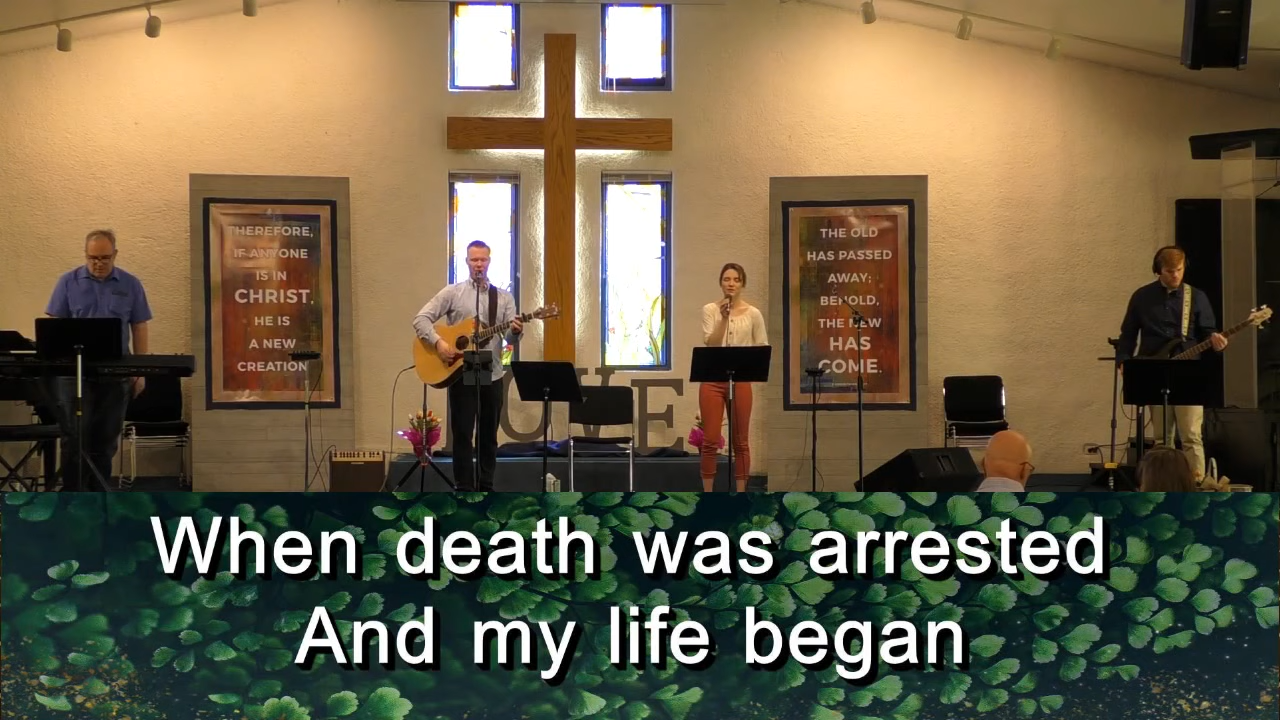 THEREFORE,
IF ANYONE
IS IN
CHRIST,
HE IS
A NEW
CREATION
THE OLD
HAS PASSED
AWAY;
BEHOLD,
THE NEW
HAS
COME.
OVE
When death was arrested
And my life began